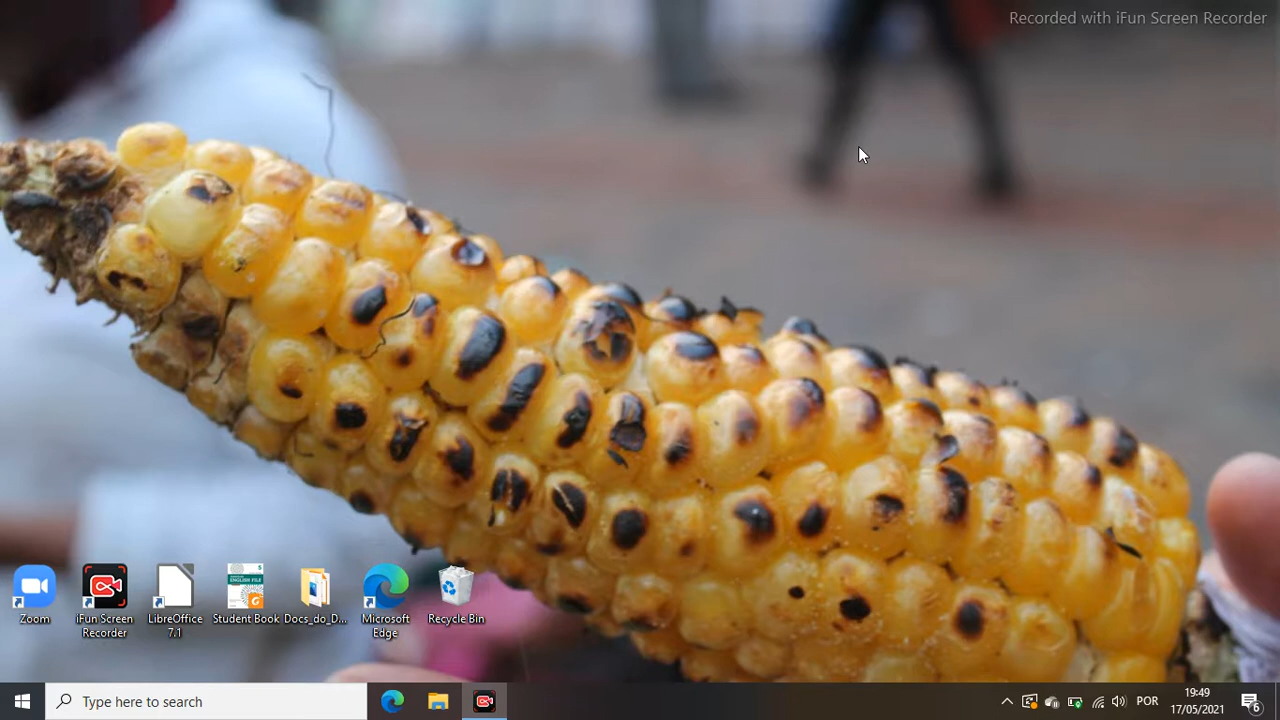 Recorded with iFun Screen Recorder
Zoom
iFun Screen
Recorder
LibreOffice
7.1
Student Book
Docs_do_D...
Microsoft
Edge
Recycle Bin
Type here to search
POR
19:49
17/05/2021
6